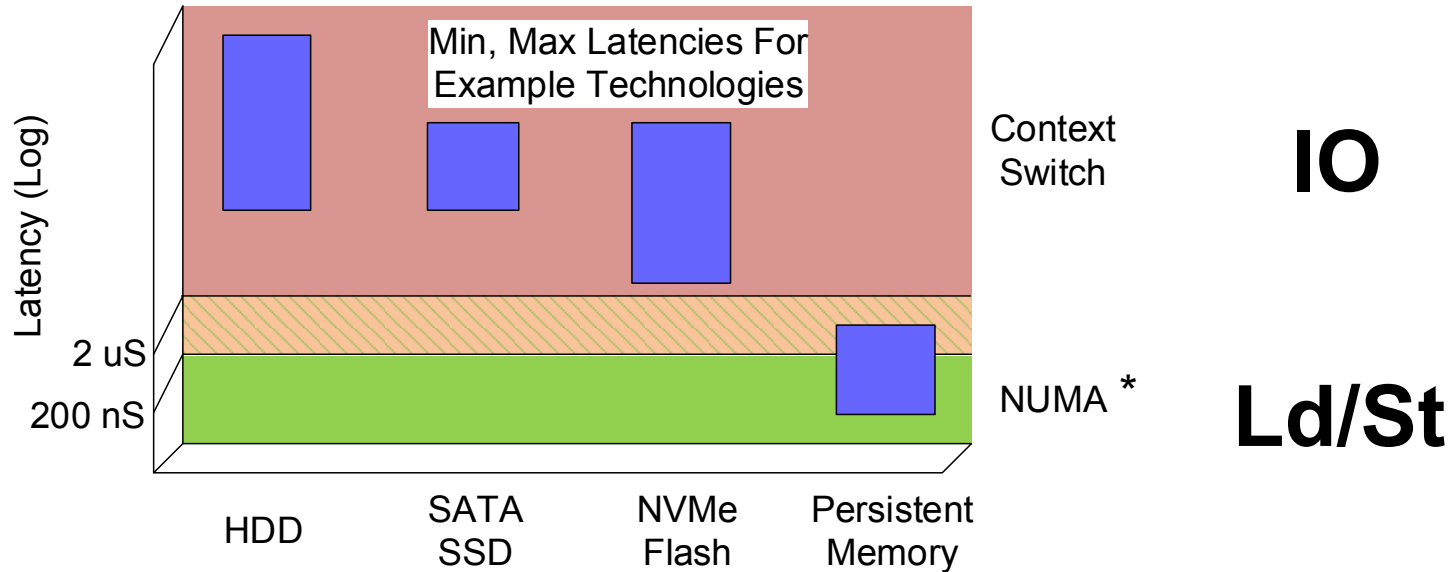 Min, Max Latencies For
Example Technologies
Latency (Log)
2 uS
200 nS
Context
Switch
IO
NUMA *
Ld/St
HDD
SATA
SSD
NVMe
Flash
Persistent
Memory